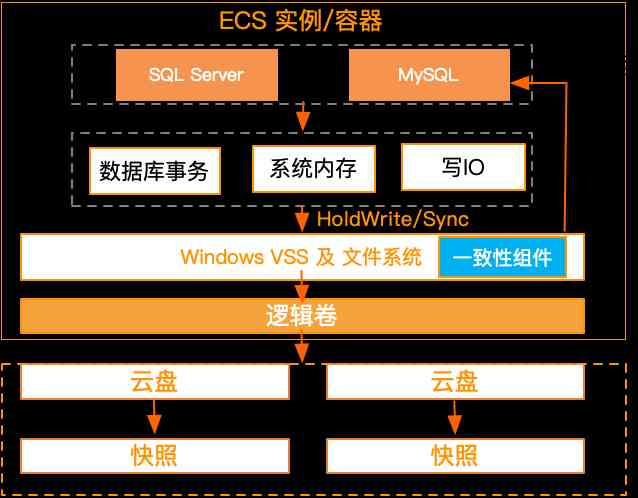 ECS 实例/容器
SQL Server
MySQL
数据库事务
系统内存
写IO
HoldWrite/Sync
Windows VSS 及 文件系统
一致性组件
逻辑卷
云盘
云盘
快照
快照